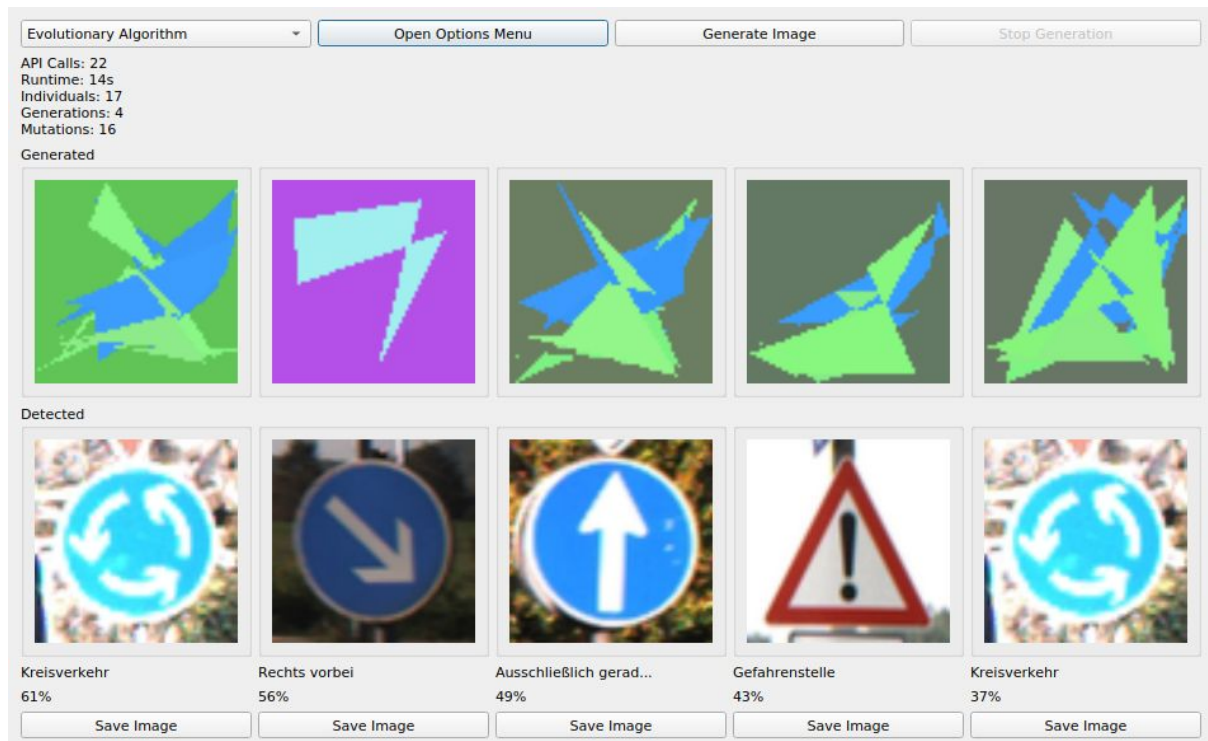 Evolutionary Algorithm
Open Options Menu
Generate Image
Stop Generation
API Calls: 22
Runtime: 14s
Individuals: 17
Generations: 4
Mutations: 16
Generated
Detected
Kreisverkehr
Rechts vorbei
Ausschließlich gerad...
Gefahrenstelle
Kreisverkehr
61%
56%
49%
43%
37%
Save Image
Save Image
Save Image
Save Image
Save Image